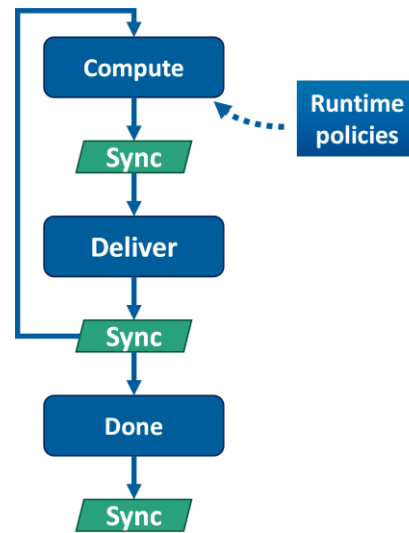 Compute
Runtime
policies
Sync
Deliver
Sync
Done
Sync